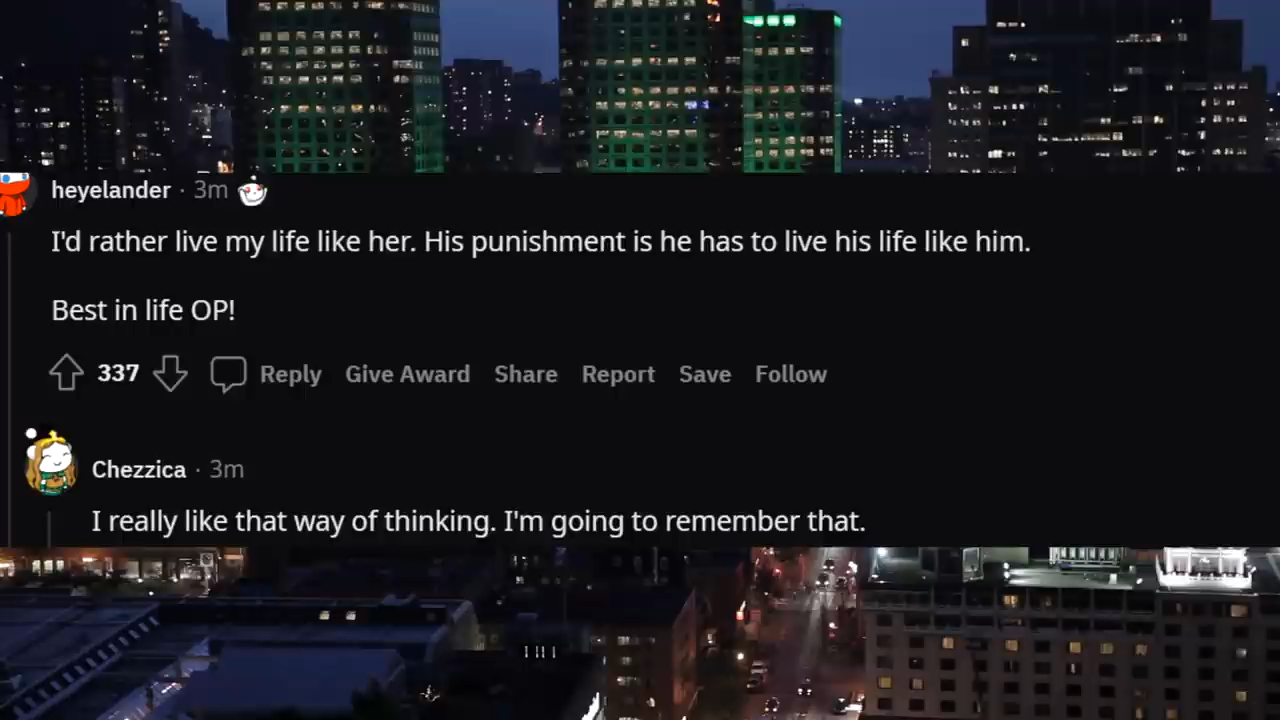 heyelander · 3m
I'd rather live my life like her. His punishment is he has to live his life like him.
Best in life OP!
337 Reply Give Award Share Report Save Follow
Chezzica · 3m
I really like that way of thinking. I'm going to remember that.